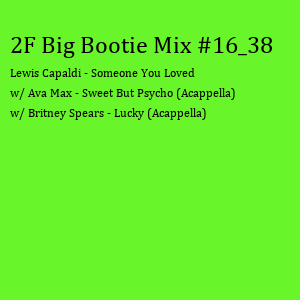 2F Big Bootie Mix #16_38
Lewis Capaldi - Someone You Loved
w/ Ava Max - Sweet But Psycho (Acappella)
w/ Britney Spears - Lucky (Acappella)